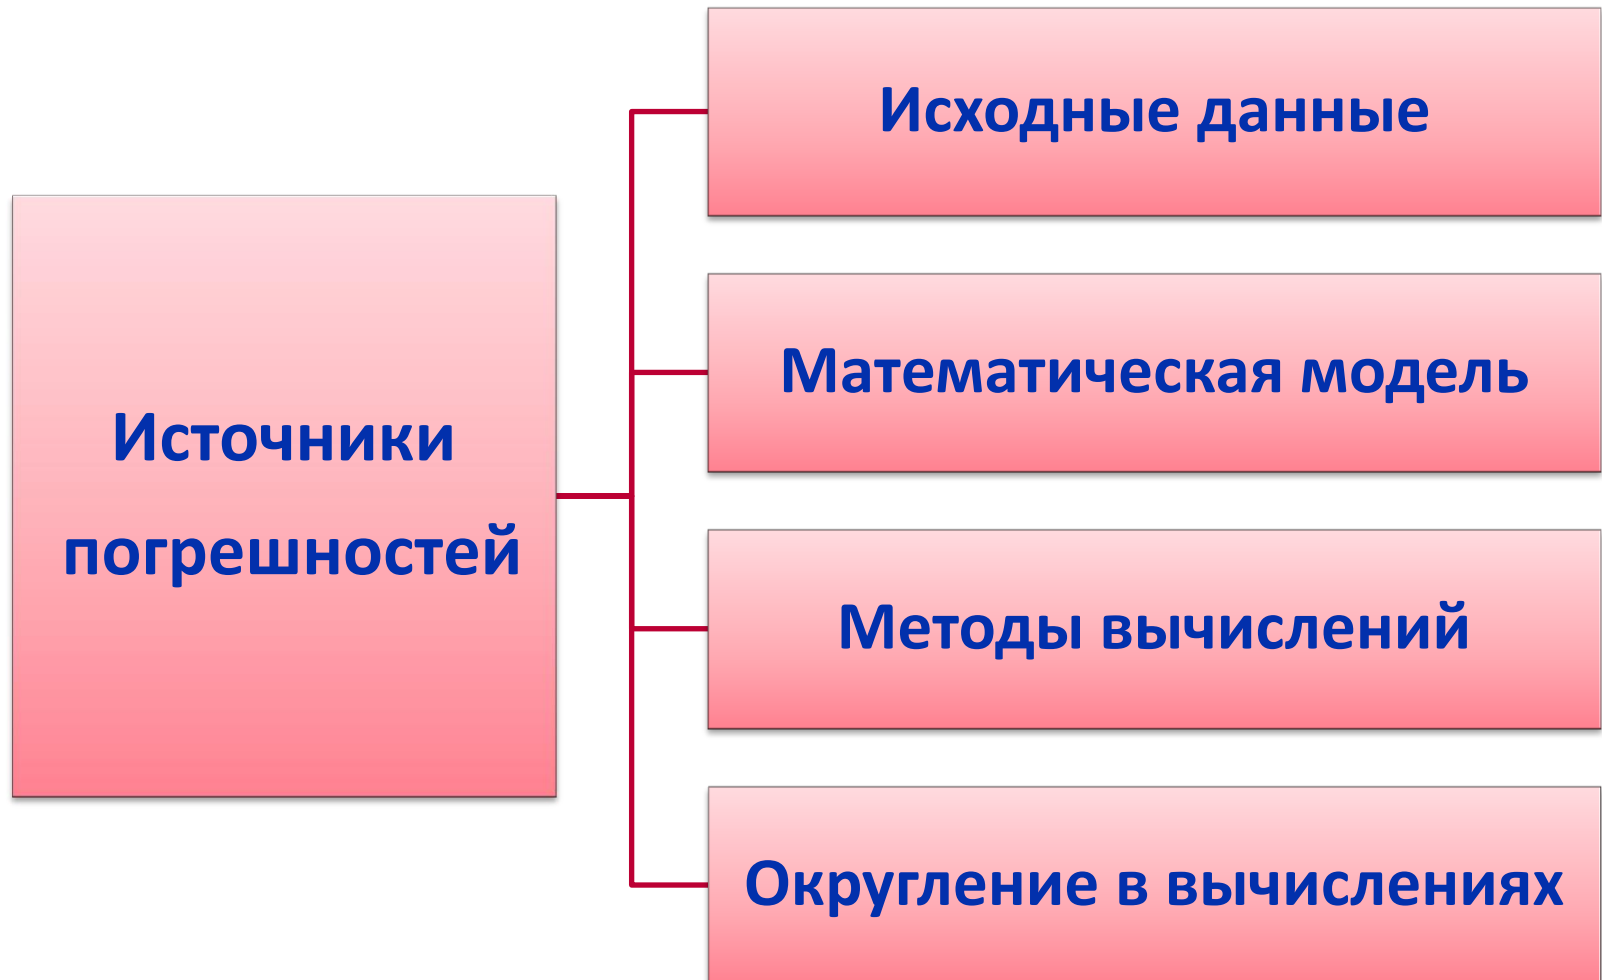 Источники
погрешностей
Исходные данные
Математическая модель
Методы вычислений
Округление в вычислениях